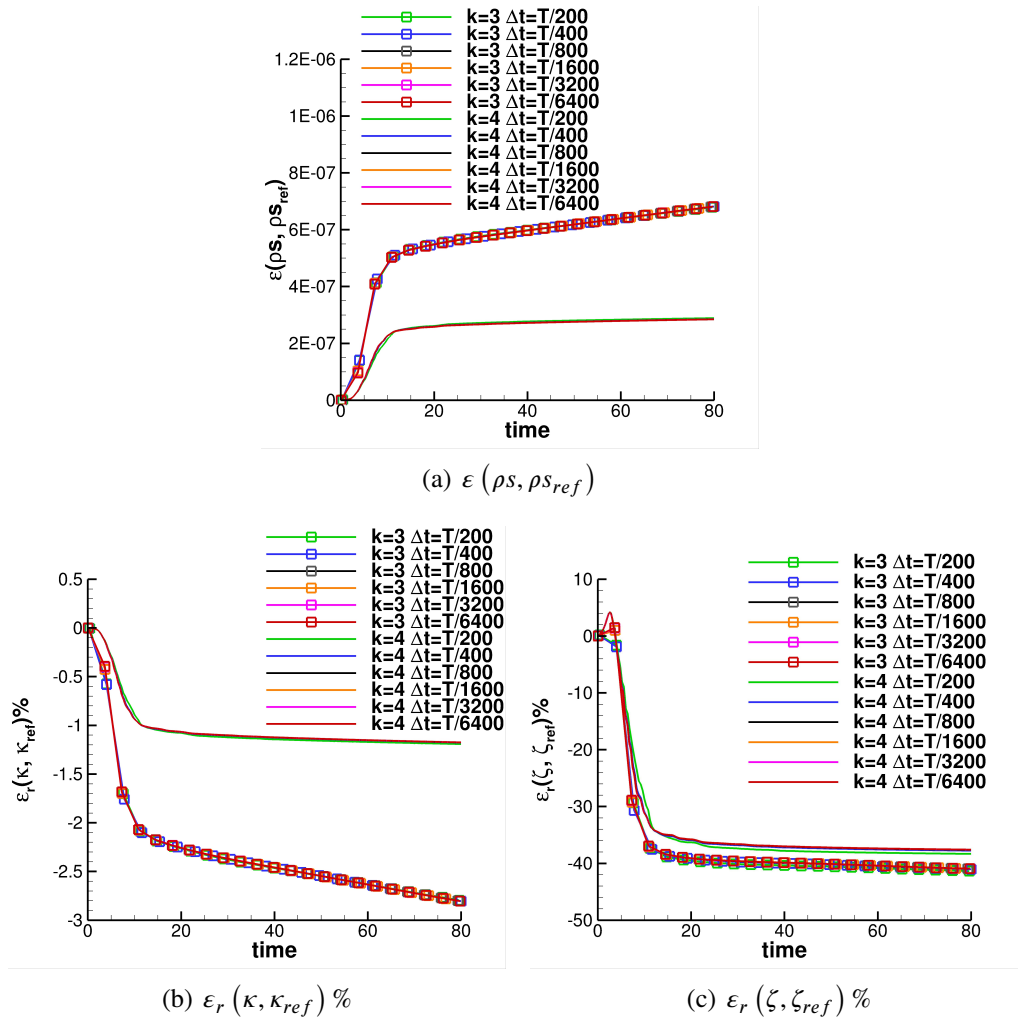 k=3 Δt=T/200
k=3 Δt=T/400
k=3 Δt=T/800
k=3 Δt=T/1600
k=3 Δt=T/3200
k=3 Δt=T/6400
k=4 Δt=T/200
k=4 Δt=T/400
k=4 Δt=T/800
k=4 Δt=T/1600
k=4 Δt=T/3200
k=4 Δt=T/6400
1.2E-06
1E-06
8E-07
6E-07
4E-07
2E-07
0
ε(ρs, ρs_ref)
0 20 40 60 80
time
(a) ε (ρs, ρs_ref)
k=3 Δt=T/200
k=3 Δt=T/400
k=3 Δt=T/800
k=3 Δt=T/1600
k=3 Δt=T/3200
k=3 Δt=T/6400
k=4 Δt=T/200
k=4 Δt=T/400
k=4 Δt=T/800
k=4 Δt=T/1600
k=4 Δt=T/3200
k=4 Δt=T/6400
0.5
0
-0.5
-1
-1.5
-2
-2.5
-3
ε_r(κ, κ_ref)%
0 20 40 60 80
time
(b) ε_r (κ, κ_ref) %
k=3 Δt=T/200
k=3 Δt=T/400
k=3 Δt=T/800
k=3 Δt=T/1600
k=3 Δt=T/3200
k=3 Δt=T/6400
k=4 Δt=T/200
k=4 Δt=T/400
k=4 Δt=T/800
k=4 Δt=T/1600
k=4 Δt=T/3200
k=4 Δt=T/6400
10
0
-10
-20
-30
-40
-50
ε_r(ζ, ζ_ref)%
0 20 40 60 80
time
(c) ε_r (ζ, ζ_ref) %